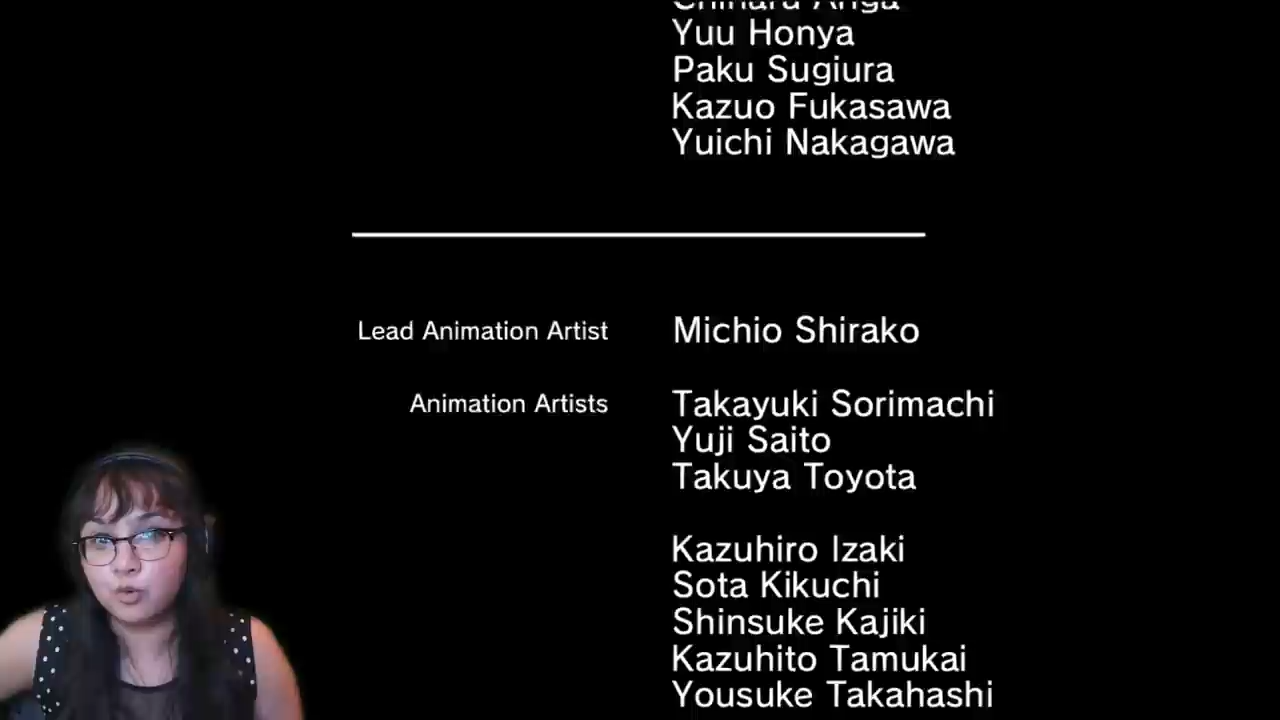 Yuu Honya
Paku Sugiura
Kazuo Fukasawa
Yuichi Nakagawa
Lead Animation Artist Michio Shirako
Animation Artists Takayuki Sorimachi
Yuji Saito
Takuya Toyota
Kazuhiro Izaki
Sota Kikuchi
Shinsuke Kajiki
Kazuhito Tamukai
Yousuke Takahashi